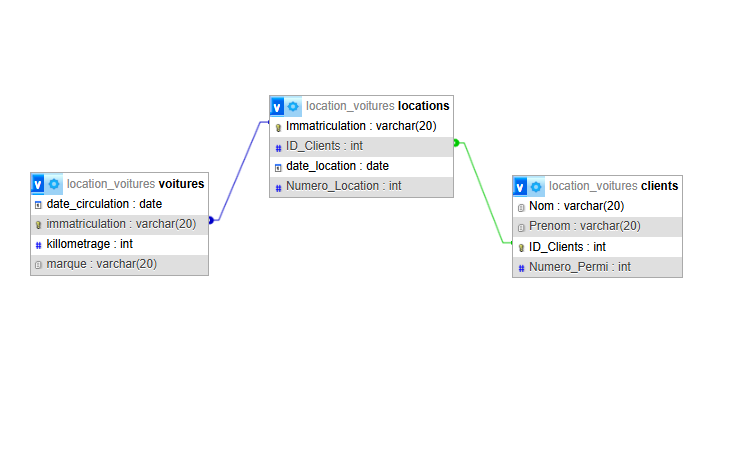 location_voitures locations
Immatriculation : varchar(20)
ID_Clients : int
date_location : date
Numero_Location : int
location_voitures voitures
date_circulation : date
immatriculation : varchar(20)
killometrage : int
marque : varchar(20)
location_voitures clients
Nom : varchar(20)
Prenom : varchar(20)
ID_Clients : int
Numero_Permi : int